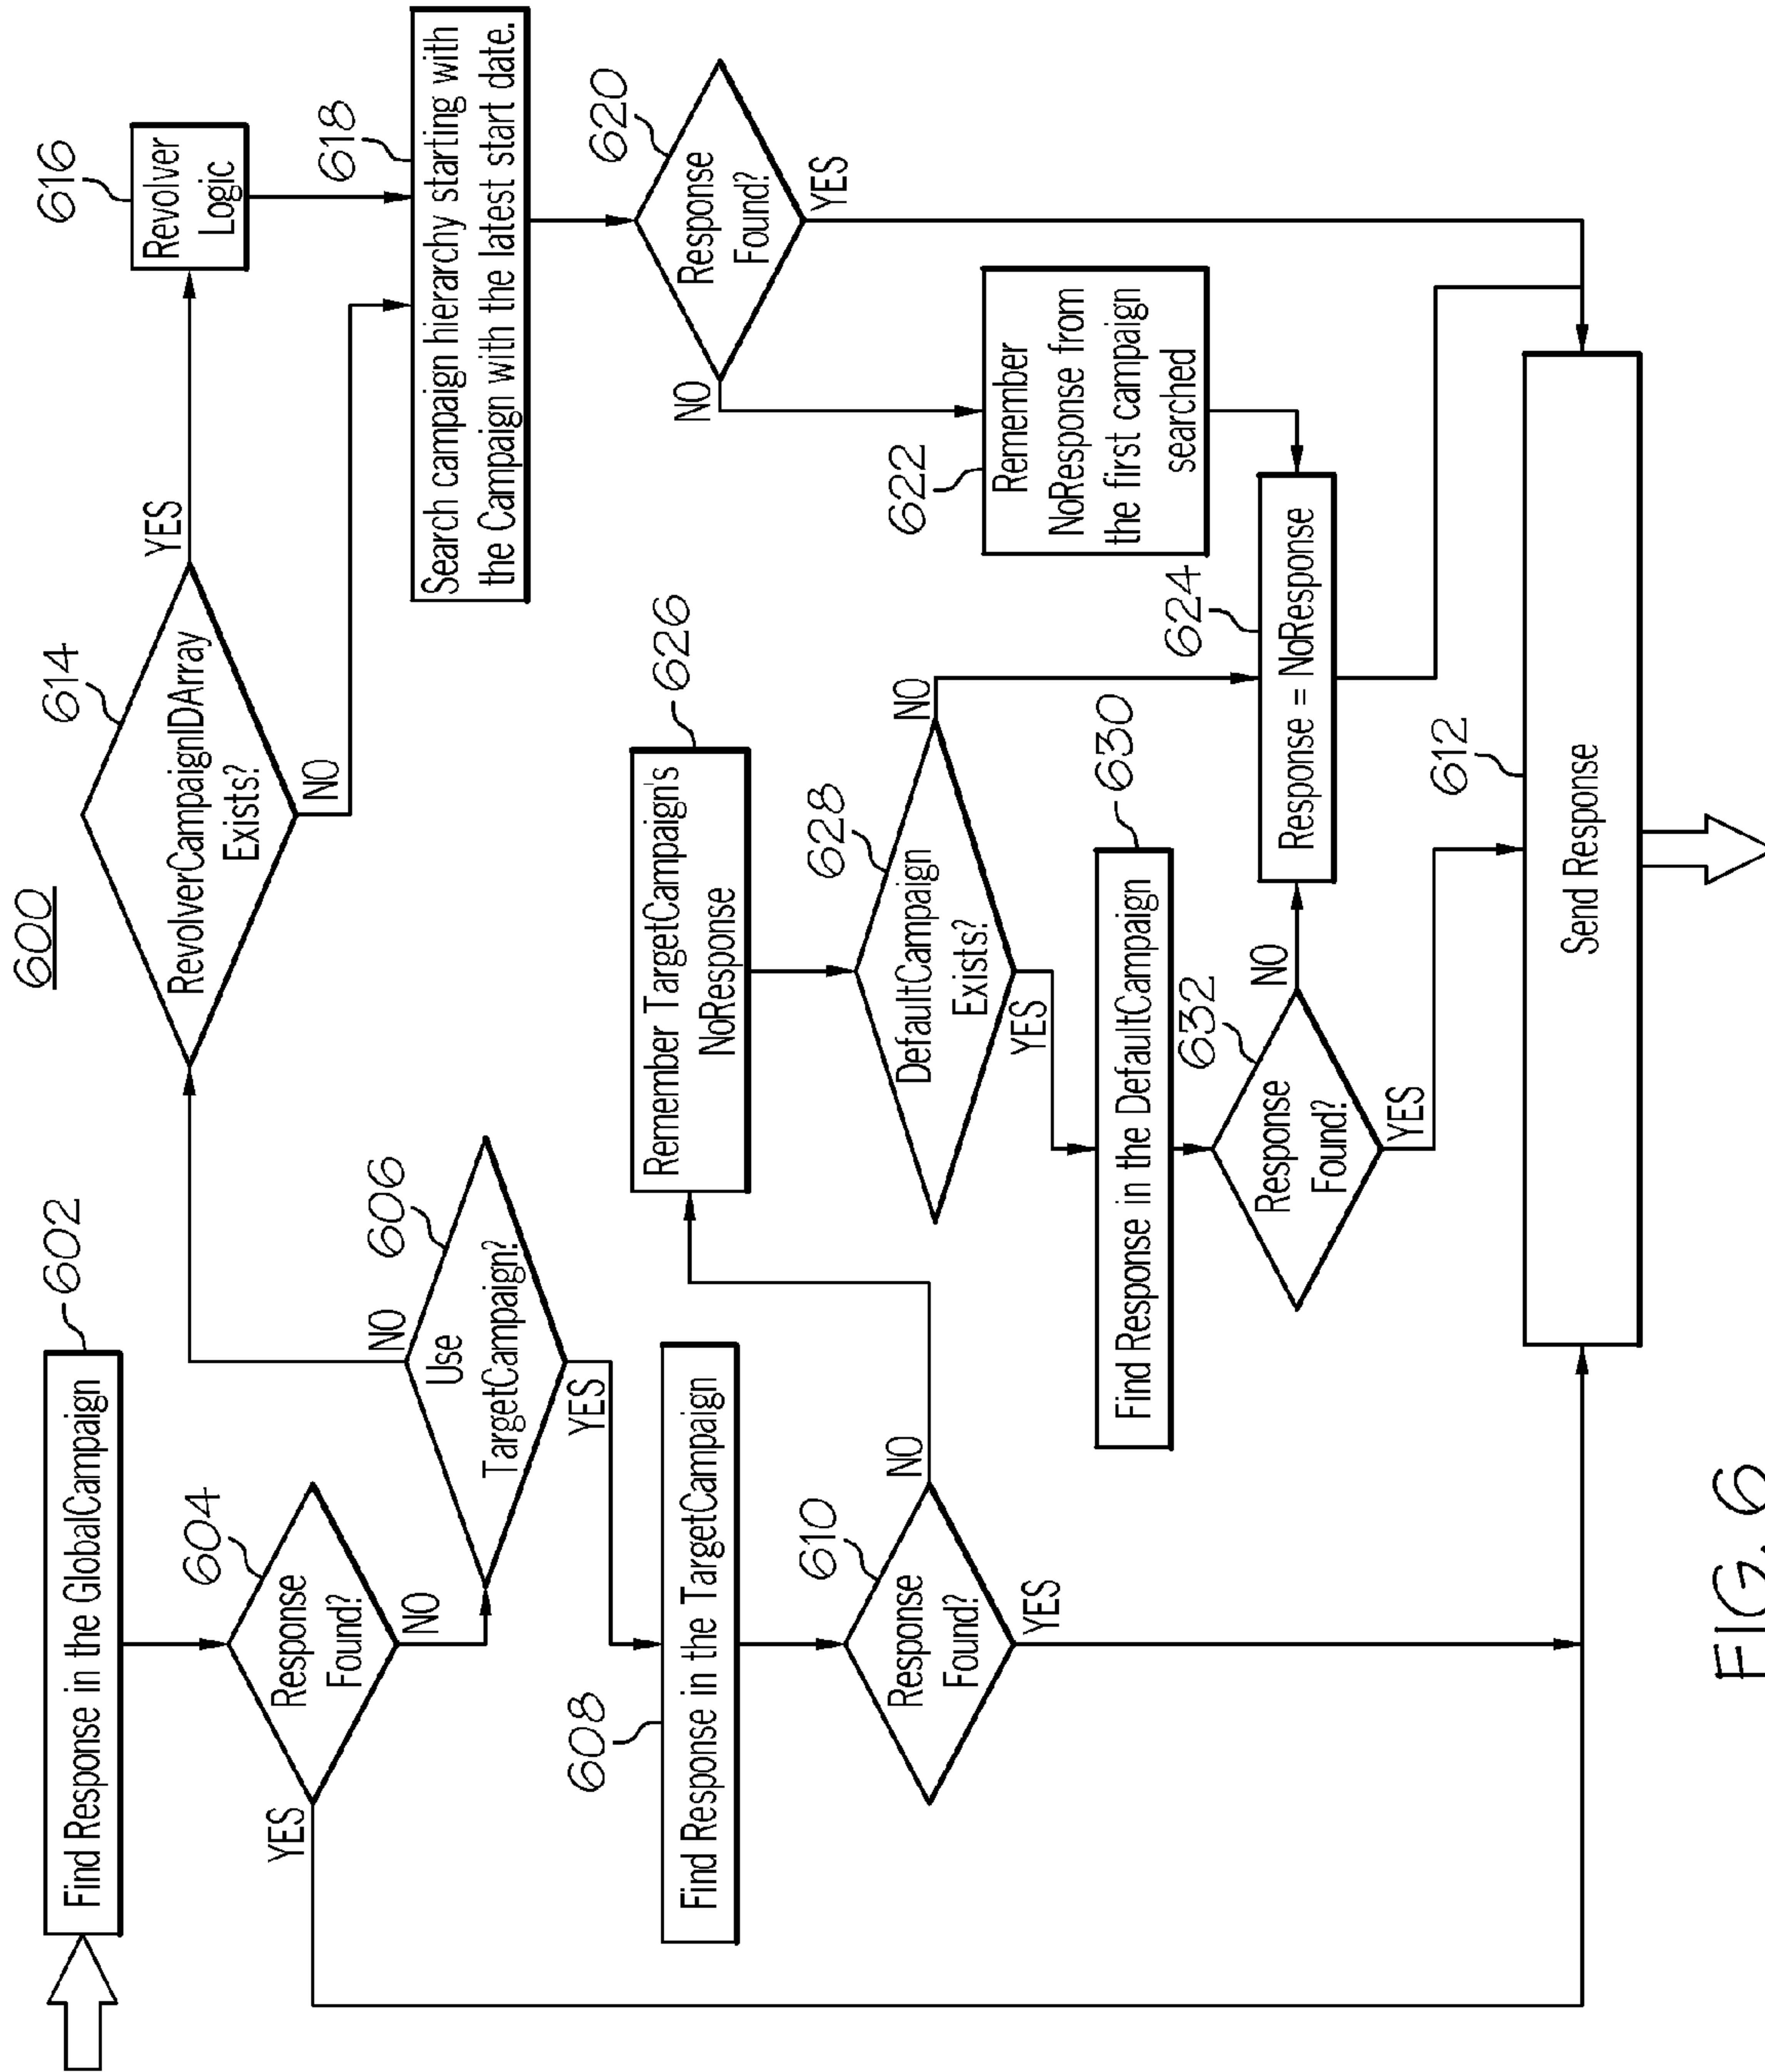 600
602
Find Response in the GlobalCampaign
604
Response
Found?
YES
NO
606
Use
TargetCampaign?
NO
YES
614
RevolverCampaignIDArray
Exists?
YES
NO
616
Revolver
Logic
618
Search campaign hierarchy starting with
the Campaign with the latest start date.
620
Response
Found?
NO
YES
622
Remember
NoResponse from
the first campaign
searched
608
Find Response in the TargetCampaign
610
Response
Found?
NO
YES
626
Remember TargetCampaign's
NoResponse
628
DefaultCampaign
Exists?
NO
YES
630
Find Response in the DefaultCampaign
632
Response
Found?
NO
YES
624
Response = NoResponse
612
Send Response
FIG. 6